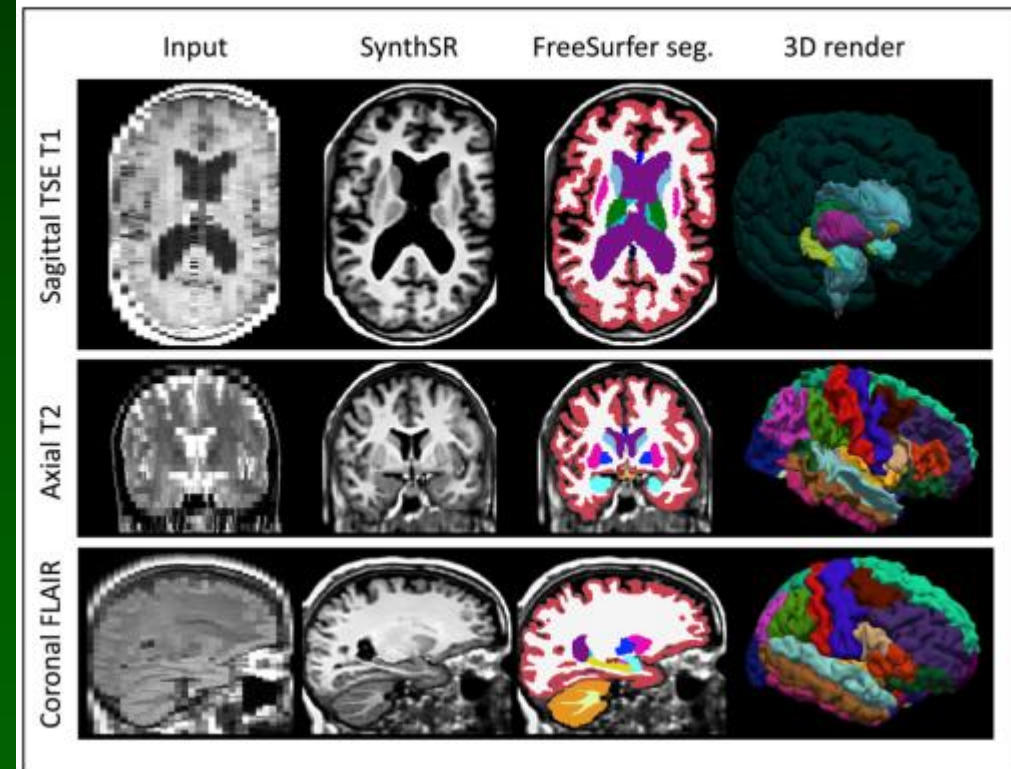 Input SynthSR FreeSurfer seg. 3D render
Sagittal TSE T1
Axial T2
Coronal FLAIR